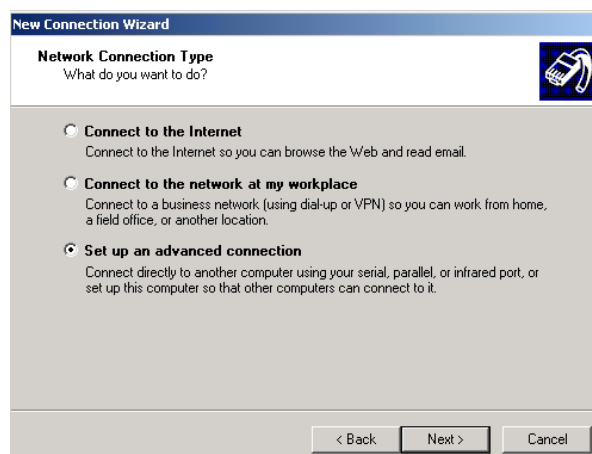 New Connection Wizard
Network Connection Type
What do you want to do?
Connect to the Internet
Connect to the Internet so you can browse the Web and read email.
Connect to the network at my workplace
Connect to a business network (using dial-up or VPN) so you can work from home,
a field office, or another location.
Set up an advanced connection
Connect directly to another computer using your serial, parallel, or infrared port, or
set up this computer so that other computers can connect to it.
< Back
Next >
Cancel